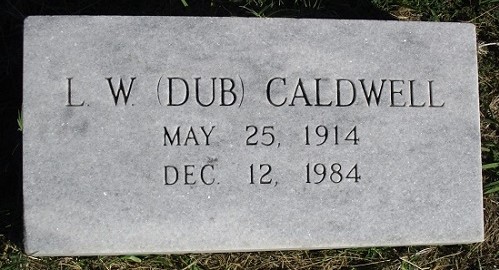 L. W. (DUB) CALDWELL
MAY 25, 1914
DEC. 12, 1984